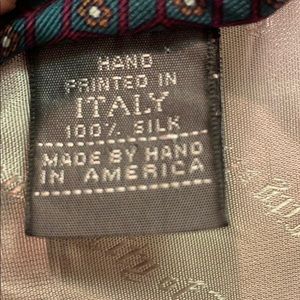 HAND
PRINTED IN
ITALY
100% SILK
MADE BY HAND
IN AMERICA